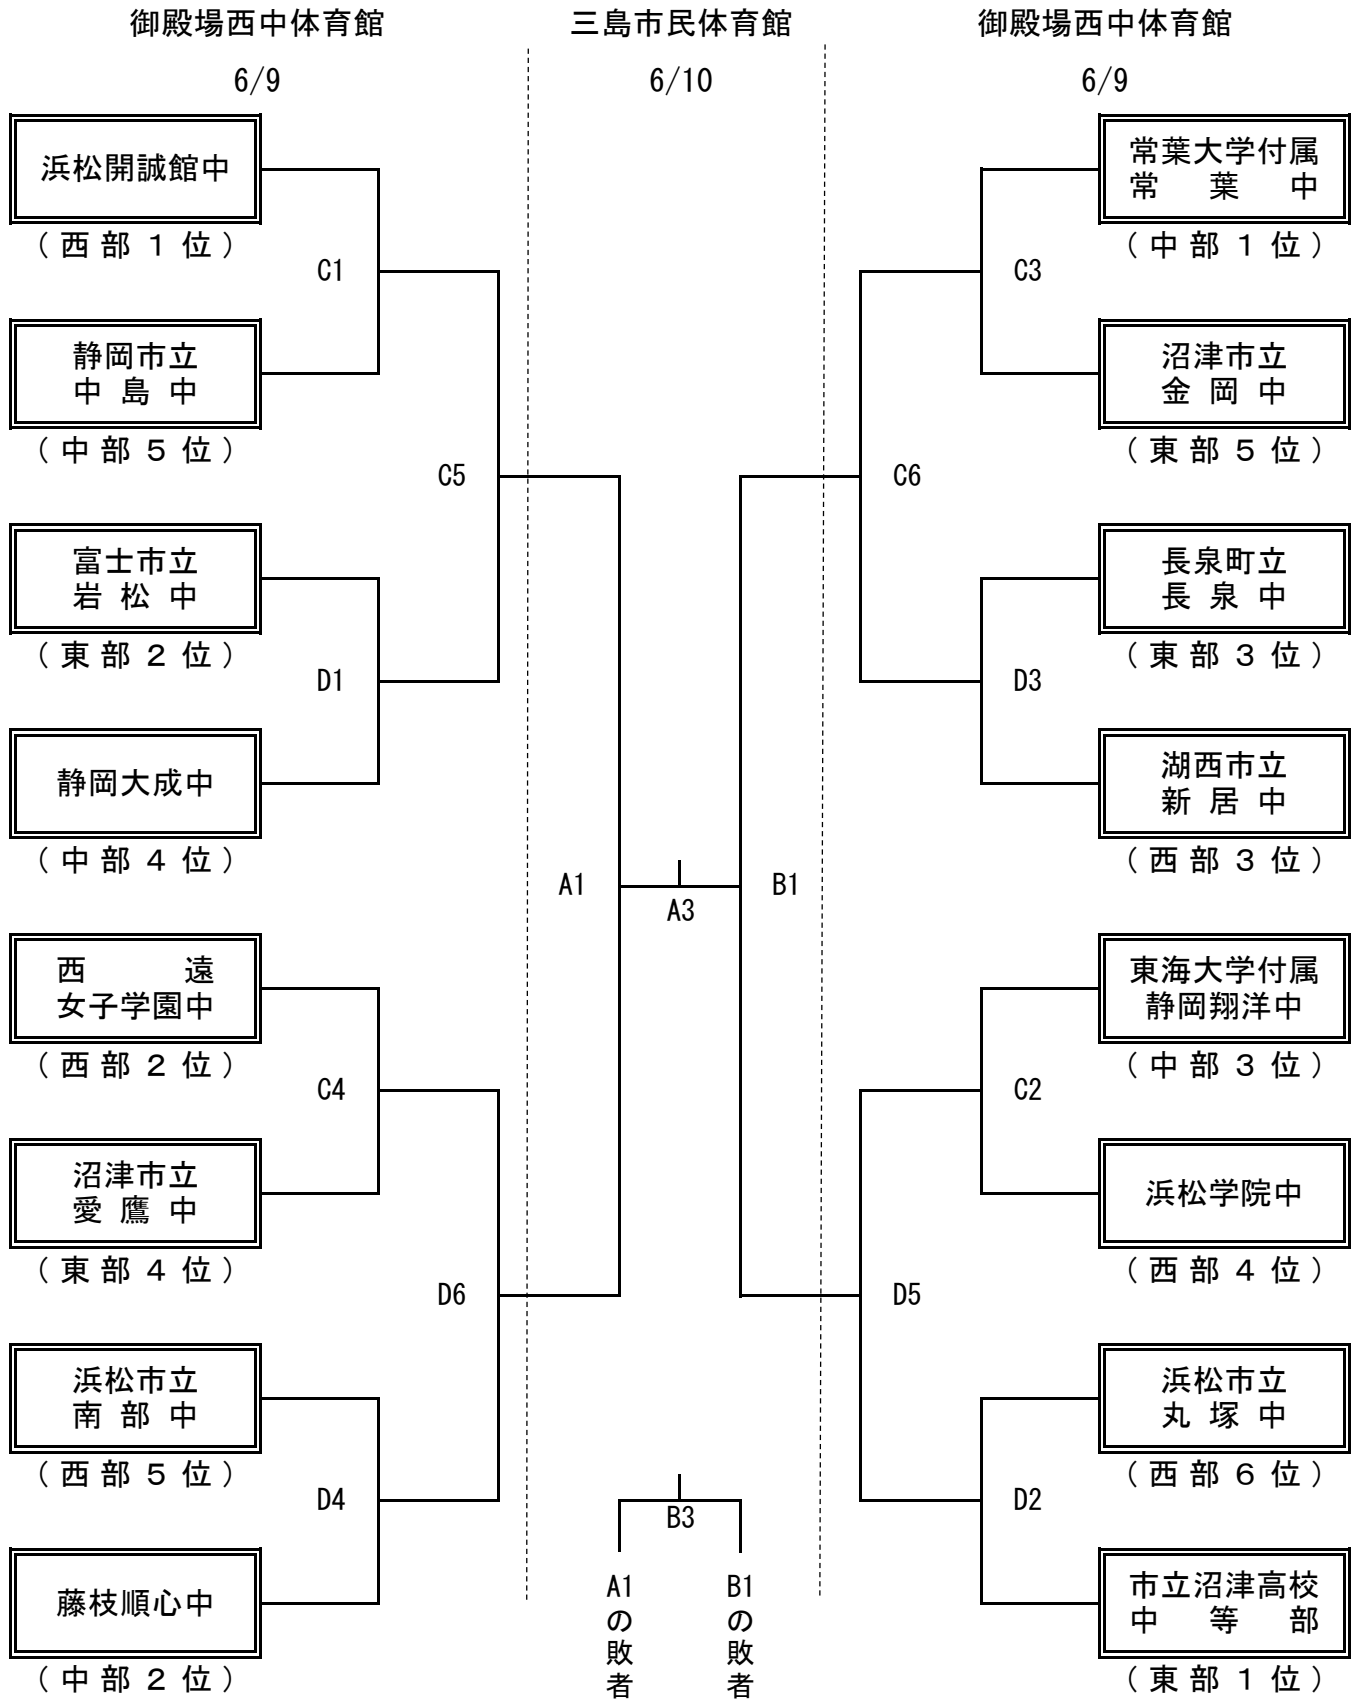 御殿場西中体育館
三島市民体育館
御殿場西中体育館
6/9
6/10
6/9
浜松開誠館中
(西部1位)
C1
静岡市立
中島中
(中部5位)
C5
富士市立
岩松中
(東部2位)
D1
静岡大成中
(中部4位)
A1
西遠
女子学園中
(西部2位)
C4
沼津市立
愛鷹中
(東部4位)
D6
浜松市立
南部中
(西部5位)
D4
藤枝順心中
(中部2位)
A3
B3
A1の敗者
B1の敗者
常葉大学付属
常葉中
(中部1位)
C3
沼津市立
金岡中
(東部5位)
C6
長泉町立
長泉中
(東部3位)
D3
湖西市立
新居中
(西部3位)
B1
東海大学付属
静岡翔洋中
(中部3位)
C2
浜松学院中
(西部4位)
D5
浜松市立
丸塚中
(西部6位)
D2
市立沼津高校
中等部
(東部1位)